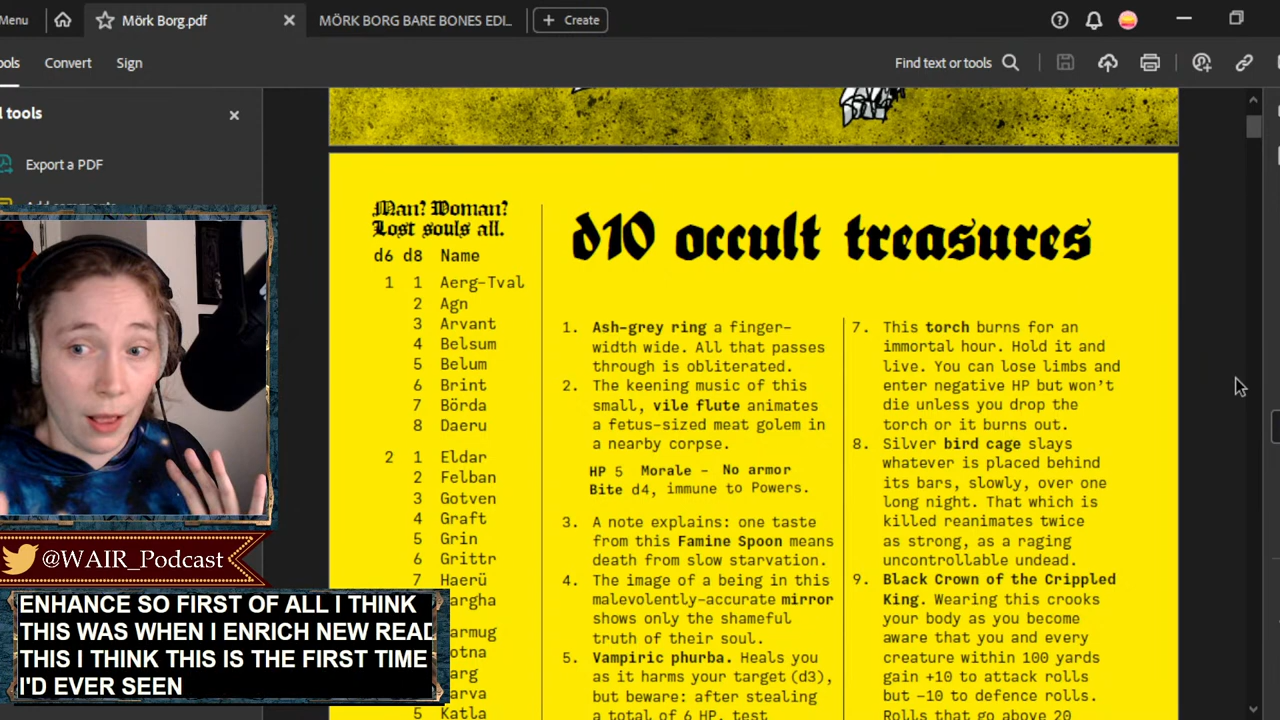 Menu
Mörk Borg.pdf
MÖRK BORG BARE BONES EDI...
Create
ools
Convert
Sign
Find text or tools
l tools
Export a PDF
Man? Woman?
Lost souls all.
d6 d8 Name
1 1 Aerg-Tval
2 Agn
3 Arvant
4 Belsum
5 Belum
6 Brint
7 Börda
8 Daeru
2 1 Eldar
2 Felban
3 Gotven
4 Graft
5 Grin
6 Grittr
7 Haerü
argha
armug
otna
arg
arva
5 Katla
d10 occult treasures
1. Ash-grey ring a finger-
width wide. All that passes
through is obliterated.
2. The keening music of this
small, vile flute animates
a fetus-sized meat golem in
a nearby corpse.
HP 5 Morale – No armor
Bite d4, immune to Powers.
3. A note explains: one taste
from this Famine Spoon means
death from slow starvation.
4. The image of a being in this
malevolently-accurate mirror
shows only the shameful
truth of their soul.
5. Vampiric phurba. Heals you
as it harms your target (d3),
but beware: after stealing
a total of 6 HP, test
7. This torch burns for an
immortal hour. Hold it and
live. You can lose limbs and
enter negative HP but won't
die unless you drop the
torch or it burns out.
8. Silver bird cage slays
whatever is placed behind
its bars, slowly, over one
long night. That which is
killed reanimates twice
as strong, as a raging
uncontrollable undead.
9. Black Crown of the Crippled
King. Wearing this crooks
your body as you become
aware that you and every
creature within 100 yards
gain +10 to attack rolls
but -10 to defence rolls.
Rolls that go above 20
@WAIR_Podcast
ENHANCE SO FIRST OF ALL I THINK
THIS WAS WHEN I ENRICH NEW READ
THIS I THINK THIS IS THE FIRST TIME
I'D EVER SEEN